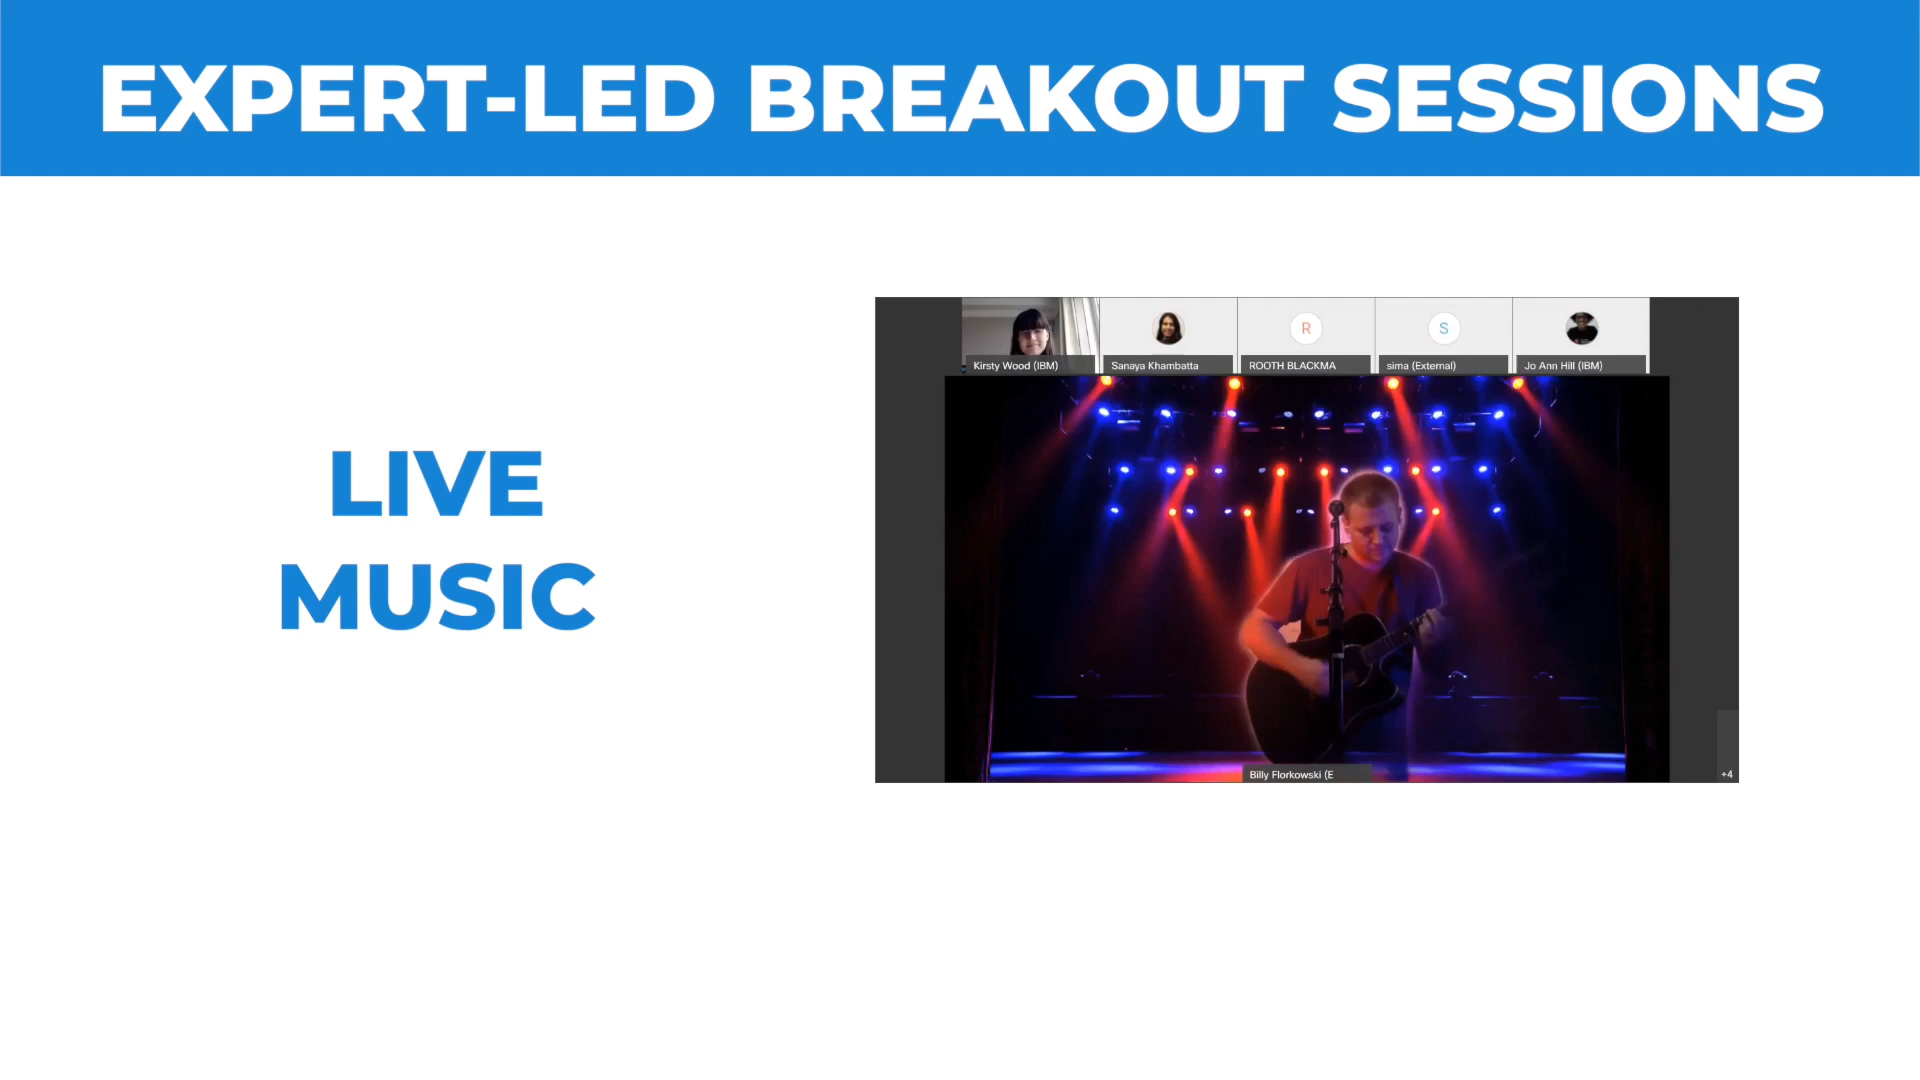 EXPERT-LED BREAKOUT SESSIONS
LIVE
MUSIC
Kirsty Wood (IBM)
Sanaya Khambatta
R
ROOTH BLACKMA
S
sima (External)
Jo Ann Hill (IBM)
Billy Florkowski (E
+4